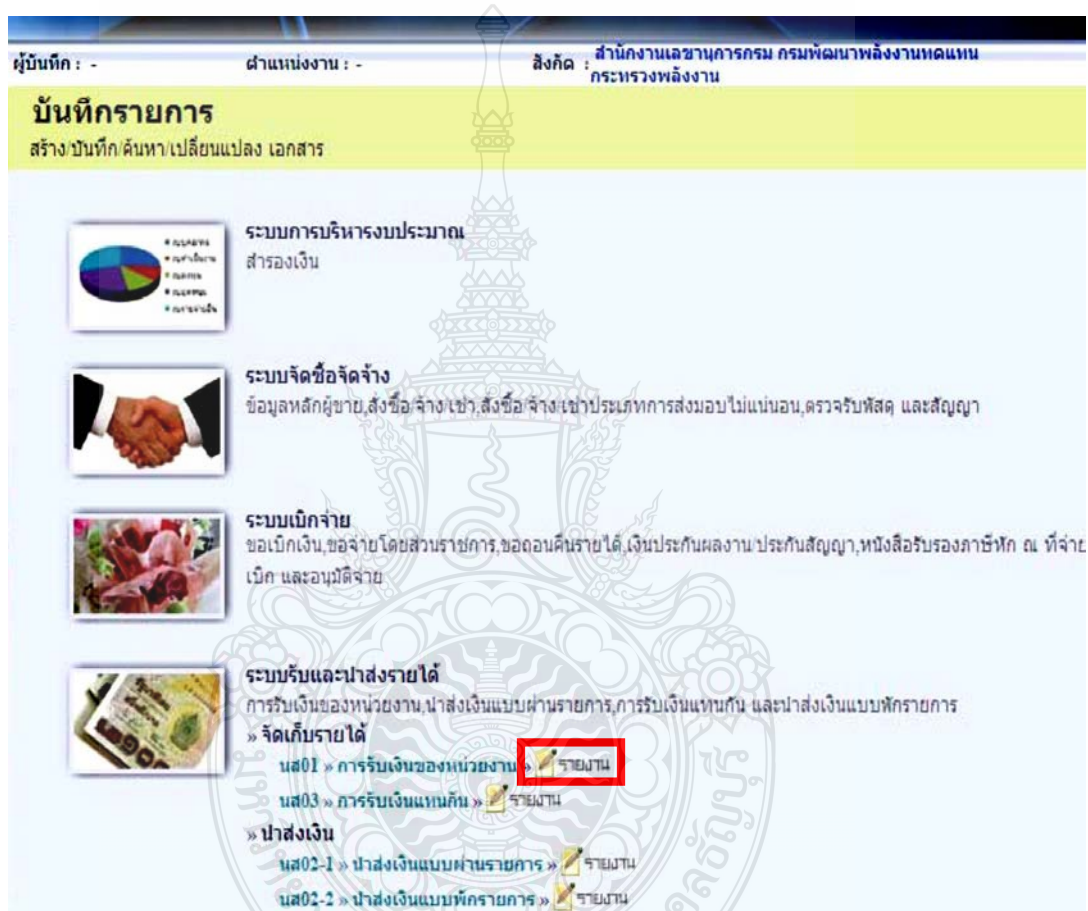 ผู้บันทึก : - ตำแหน่งงาน : - สังกัด : สำนักงานเลขานุการกรม กรมพัฒนาพลังงานทดแทน
กระทรวงพลังงาน
บันทึกรายการ
สร้าง/บันทึก/ค้นหา/เปลี่ยนแปลง เอกสาร
ระบบการบริหารงบประมาณ
สำรองเงิน
ระบบจัดซื้อจัดจ้าง
ข้อมูลหลักผู้ขาย,สั่งซื้อ/จ้าง/เช่า,สั่งซื้อ/จ้าง/เช่าประเภทการส่งมอบไม่แน่นอน,ตรวจรับพัสดุ และสัญญา
ระบบเบิกจ่าย
ขอเบิกเงิน,ขอจ่ายโดยส่วนราชการ,ขอถอนคืนรายได้,เงินประกันผลงาน/ประกันสัญญา,หนังสือรับรองภาษีหัก ณ ที่จ่าย
เบิก และอนุมัติจ่าย
ระบบรับและนำส่งรายได้
การรับเงินของหน่วยงาน,นำส่งเงินแบบผ่านรายการ,การรับเงินแทนกัน และนำส่งเงินแบบพักรายการ
» จัดเก็บรายได้
นส01 » การรับเงินของหน่วยงาน » รายงาน
นส03 » การรับเงินแทนกัน » รายงาน
» นำส่งเงิน
นส02-1 » นำส่งเงินแบบผ่านรายการ » รายงาน
นส02-2 » นำส่งเงินแบบพักรายการ » รายงาน